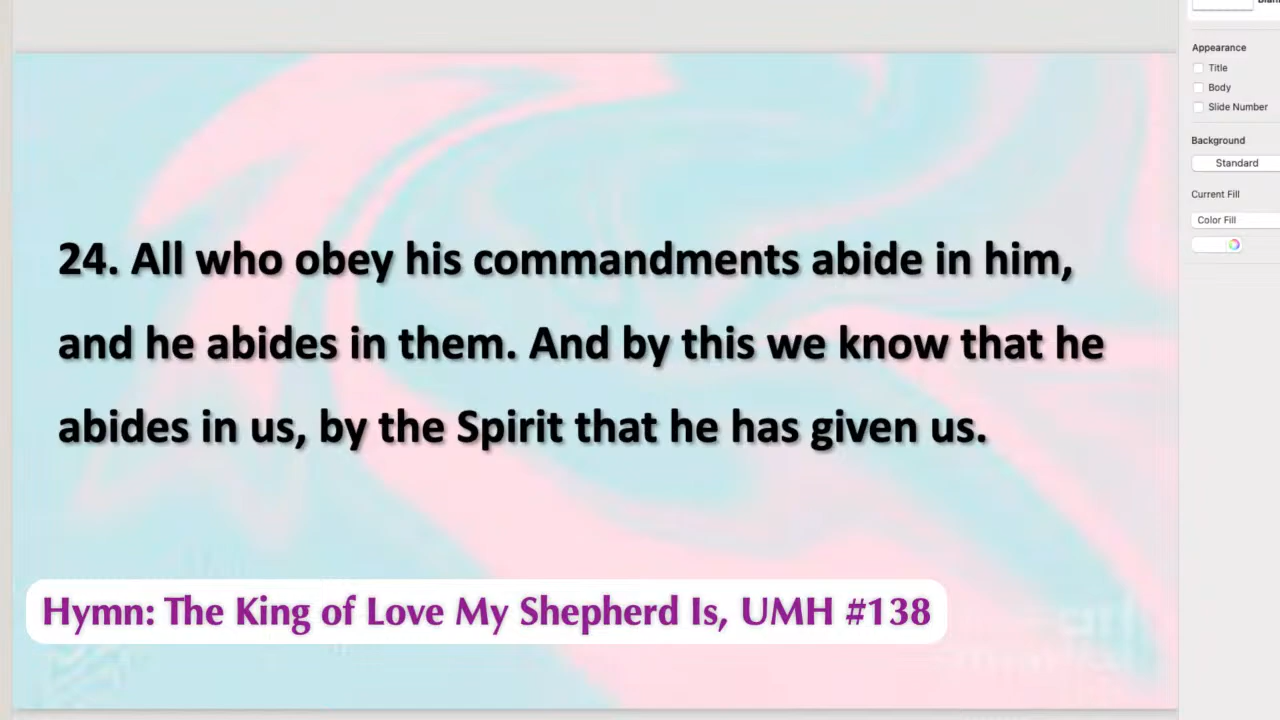 Appearance
Title
Body
Slide Number
Background
Standard
Current Fill
Color Fill
24. All who obey his commandments abide in him,
and he abides in them. And by this we know that he
abides in us, by the Spirit that he has given us.
Hymn: The King of Love My Shepherd Is, UMH #138